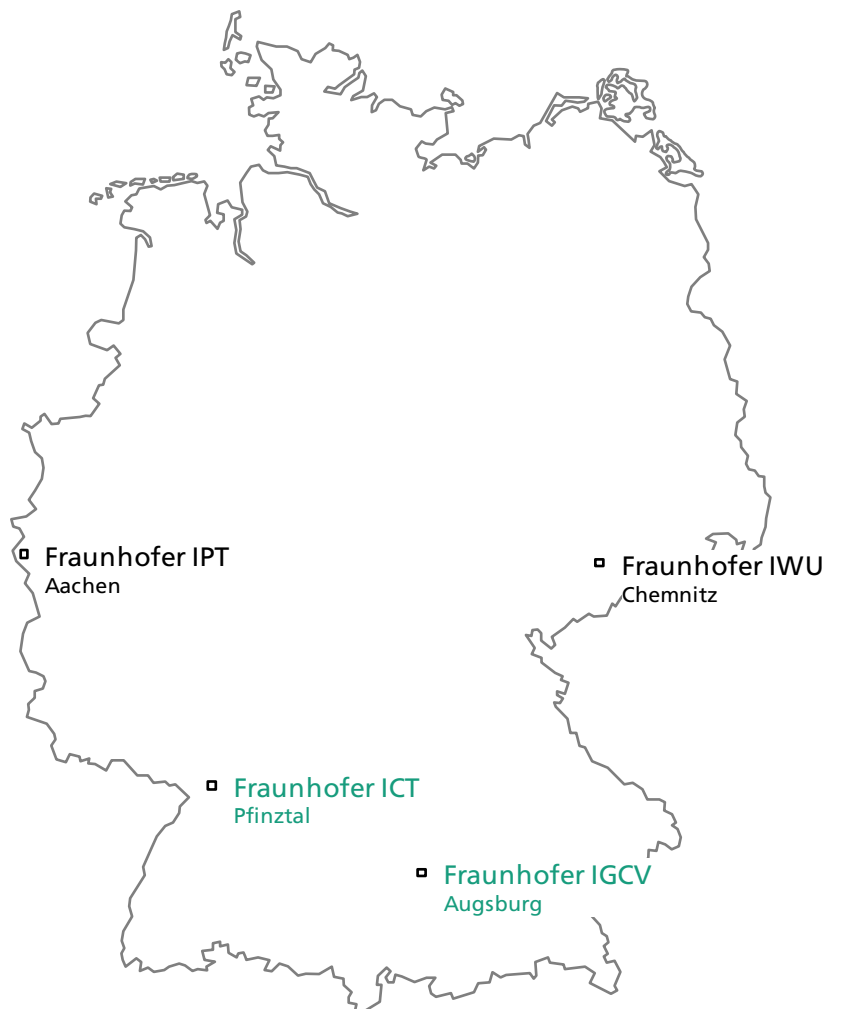 Fraunhofer IPT
Aachen
Fraunhofer IWU
Chemnitz
Fraunhofer ICT
Pfinztal
Fraunhofer IGCV
Augsburg